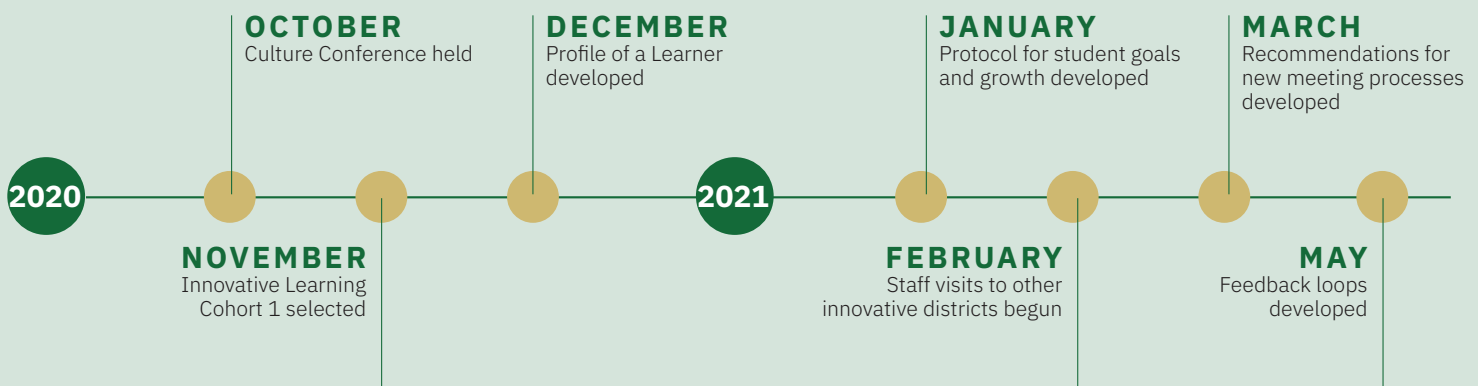 OCTOBER
Culture Conference held
DECEMBER
Profile of a Learner
developed
JANUARY
Protocol for student goals
and growth developed
MARCH
Recommendations for
new meeting processes
developed
2020
2021
NOVEMBER
Innovative Learning
Cohort 1 selected
FEBRUARY
Staff visits to other
innovative districts begun
MAY
Feedback loops
developed